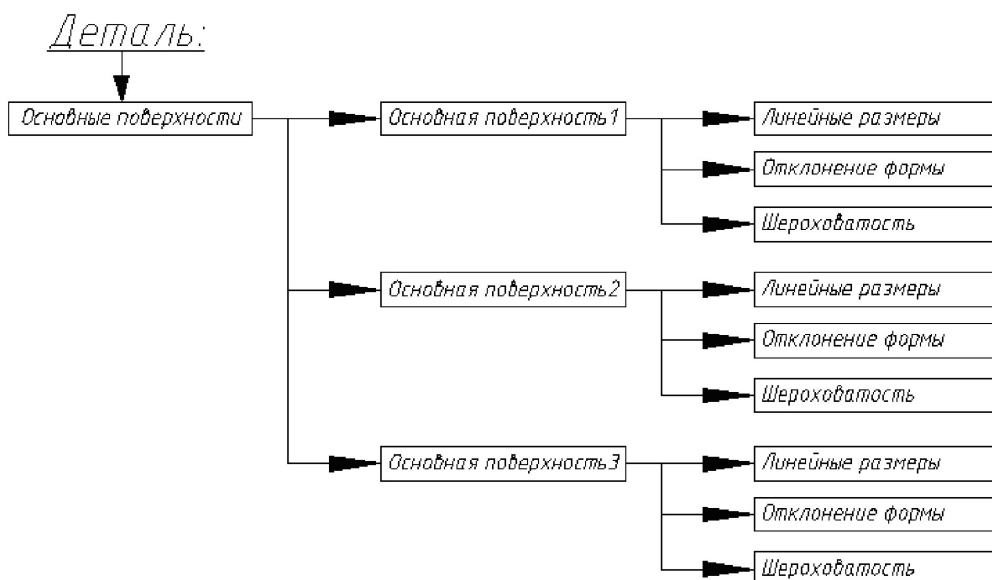 Деталь:
Основные поверхности
Основная поверхность1
Линейные размеры
Отклонение формы
Шероховатость
Основная поверхность2
Линейные размеры
Отклонение формы
Шероховатость
Основная поверхность3
Линейные размеры
Отклонение формы
Шероховатость